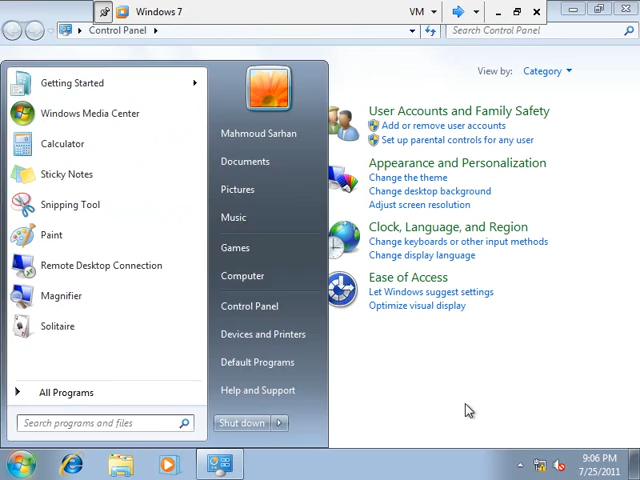 Windows 7
VM
Control Panel
Search Control Panel
View by: Category
Getting Started
Windows Media Center
Calculator
Sticky Notes
Snipping Tool
Paint
Remote Desktop Connection
Magnifier
Solitaire
All Programs
Search programs and files
Mahmoud Sarhan
Documents
Pictures
Music
Games
Computer
Control Panel
Devices and Printers
Default Programs
Help and Support
Shut down
User Accounts and Family Safety
Add or remove user accounts
Set up parental controls for any user
Appearance and Personalization
Change the theme
Change desktop background
Adjust screen resolution
Clock, Language, and Region
Change keyboards or other input methods
Change display language
Ease of Access
Let Windows suggest settings
Optimize visual display
9:06 PM
7/25/2011